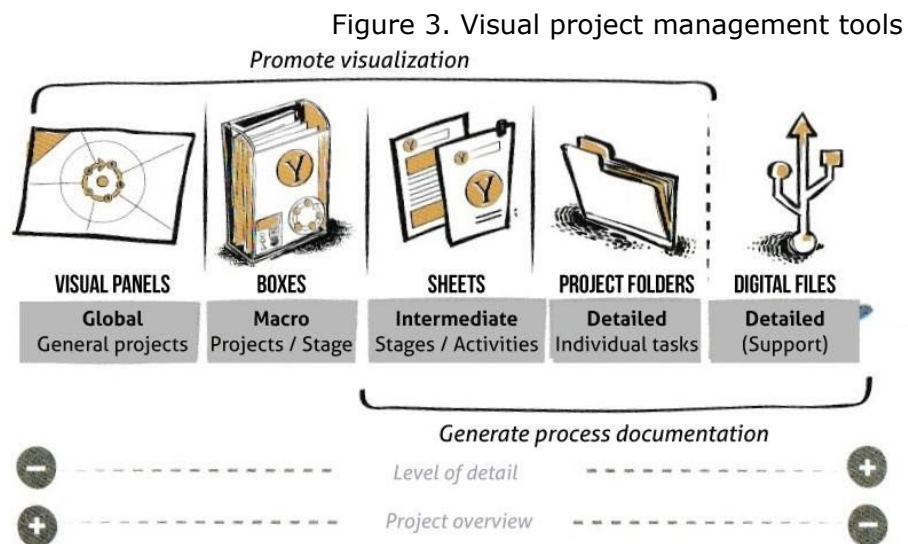 Figure 3. Visual project management tools
Promote visualization
Y
Y
Y
VISUAL PANELS
BOXES
SHEETS
PROJECT FOLDERS
DIGITAL FILES
Global
General projects
Macro
Projects / Stage
Intermediate
Stages / Activities
Detailed
Individual tasks
Detailed
(Support)
Generate process documentation
− Level of detail +
+ Project overview −